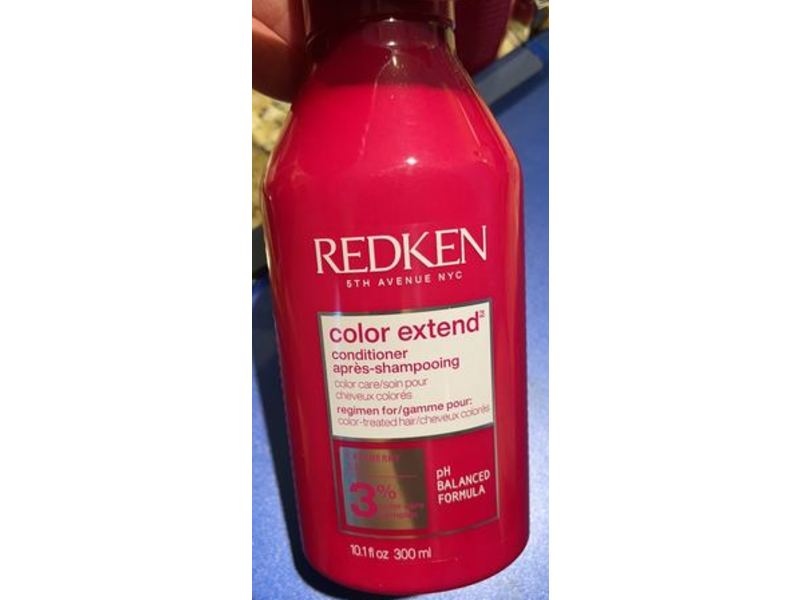 REDKEN
5TH AVENUE NYC
color extend
conditioner
après-shampooing
color care/soin pour
cheveux colorés
regimen for/gamme pour:
color-treated hair/cheveux colorés
3%
pH
BALANCED
FORMULA
10.1 fl oz 300 ml